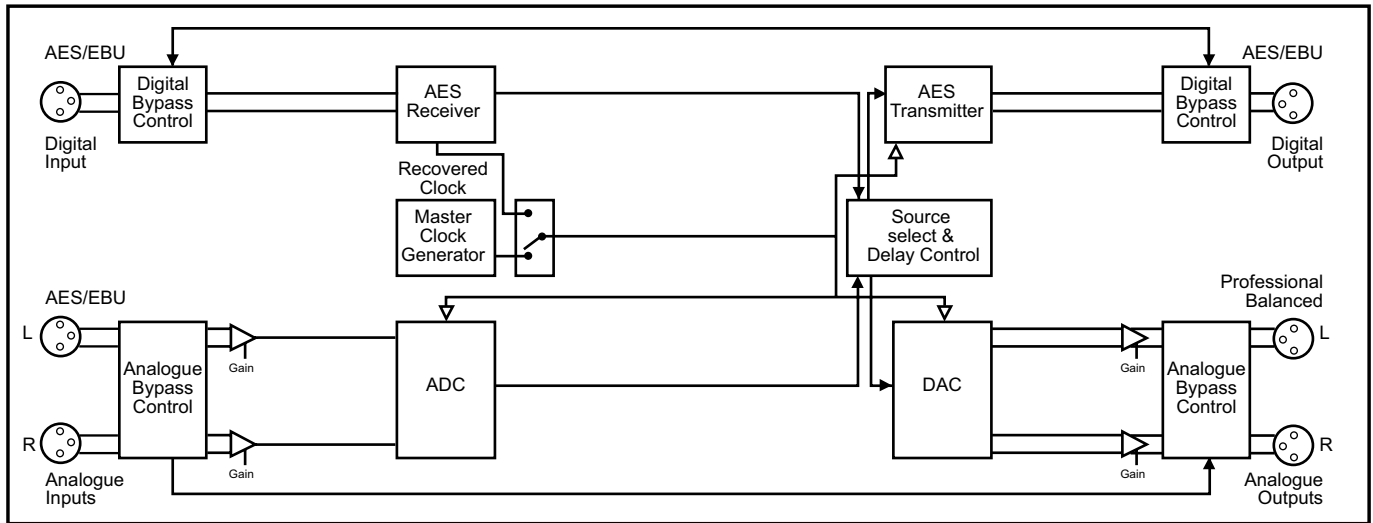 AES/EBU
Digital
Input
Digital
Bypass
Control
AES
Receiver
Recovered
Clock
Master
Clock
Generator
AES
Transmitter
Source
select &
Delay Control
Digital
Bypass
Control
AES/EBU
Digital
Output
AES/EBU
L
R
Analogue
Inputs
Analogue
Bypass
Control
Gain
Gain
ADC
DAC
Gain
Gain
Analogue
Bypass
Control
Professional
Balanced
L
R
Analogue
Outputs